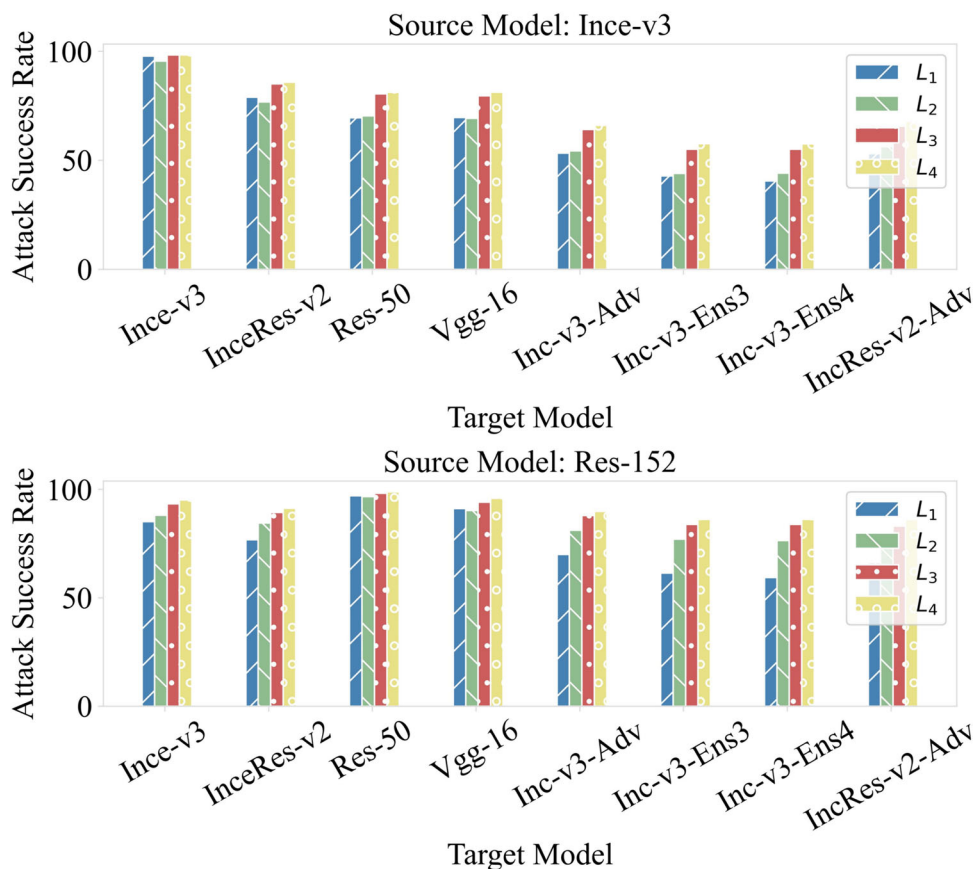 Source Model: Ince-v3
Attack Success Rate
100
50
0
L1
L2
L3
L4
Ince-v3
InceRes-v2
Res-50
Vgg-16
Inc-v3-Adv
Inc-v3-Ens3
Inc-v3-Ens4
IncRes-v2-Adv
Target Model
Source Model: Res-152
Attack Success Rate
100
50
0
L1
L2
L3
L4
Ince-v3
InceRes-v2
Res-50
Vgg-16
Inc-v3-Adv
Inc-v3-Ens3
Inc-v3-Ens4
IncRes-v2-Adv
Target Model